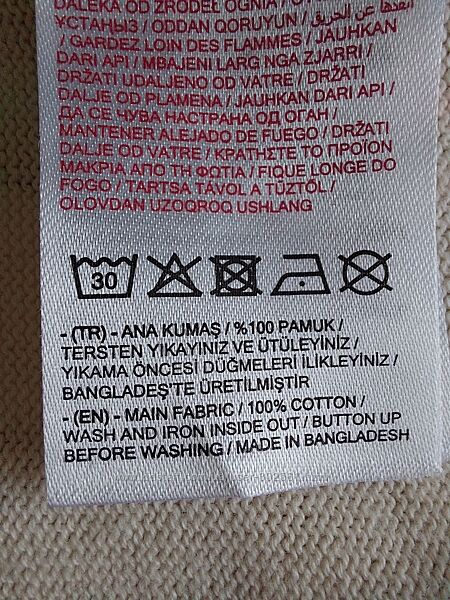 DALEKA OD ŹRÓDEŁ OGNIA
ҰСТАҢЫЗ / ODDAN QORUYUN / أبعدها عن الحريق
/ GARDEZ LOIN DES FLAMMES / JAUHKAN
DARI API / MBAJENI LARG NGA ZJARRI /
DRŽATI UDALJENO OD VATRE / DRŽATI
DALJE OD PLAMENA / JAUHKAN DARI API /
ДА СЕ ЧУВА НАСТРАНА ОД ОГАН /
MANTENER ALEJADO DE FUEGO / DRŽATI
DALJE OD VATRE / ΚΡΑΤΗΣΤΕ ΤΟ ΠΡΟΪΟΝ
ΜΑΚΡΙΑ ΑΠΟ ΤΗ ΦΩΤΙΑ / FIQUE LONGE DO
FOGO / TARTSA TÁVOL A TŰZTŐL /
OLOVDAN UZOQROQ USHLANG
30
- (TR) - ANA KUMAŞ / %100 PAMUK /
TERSTEN YIKAYINIZ VE ÜTÜLEYİNİZ /
YIKAMA ÖNCESİ DÜĞMELERİ İLİKLEYİNİZ /
BANGLADEŞ'TE ÜRETİLMİŞTİR
- (EN) - MAIN FABRIC / 100% COTTON /
WASH AND IRON INSIDE OUT / BUTTON UP
BEFORE WASHING / MADE IN BANGLADESH